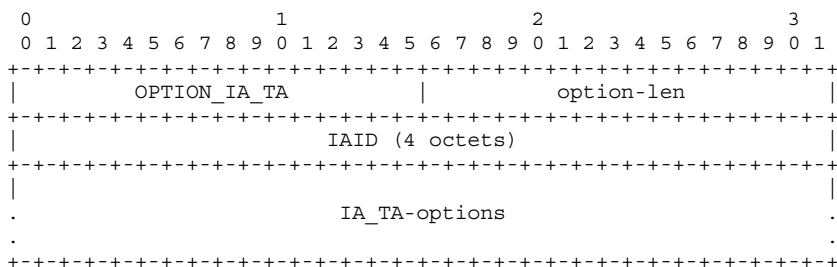 0                   1                   2                   3
 0 1 2 3 4 5 6 7 8 9 0 1 2 3 4 5 6 7 8 9 0 1 2 3 4 5 6 7 8 9 0 1
+-+-+-+-+-+-+-+-+-+-+-+-+-+-+-+-+-+-+-+-+-+-+-+-+-+-+-+-+-+-+-+-+
|         OPTION_IA_TA          |          option-len           |
+-+-+-+-+-+-+-+-+-+-+-+-+-+-+-+-+-+-+-+-+-+-+-+-+-+-+-+-+-+-+-+-+
|                        IAID (4 octets)                        |
+-+-+-+-+-+-+-+-+-+-+-+-+-+-+-+-+-+-+-+-+-+-+-+-+-+-+-+-+-+-+-+-+
|                                                               |
.                         IA_TA-options                         .
.                                                               .
+-+-+-+-+-+-+-+-+-+-+-+-+-+-+-+-+-+-+-+-+-+-+-+-+-+-+-+-+-+-+-+-+